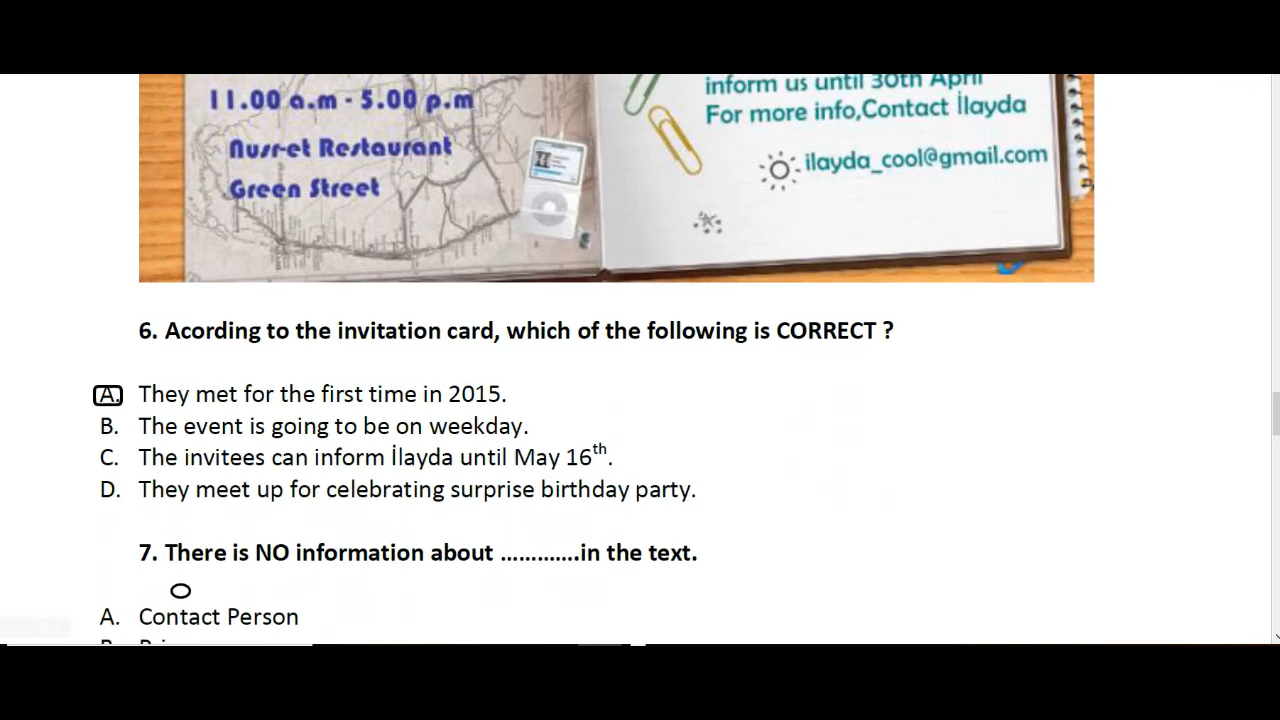 11.00 a.m - 5.00 p.m
Nusr-et Restaurant
Green Street
inform us until 30th April
For more info,Contact İlayda
ilayda_cool@gmail.com
6. Acording to the invitation card, which of the following is CORRECT ?
A. They met for the first time in 2015.
B. The event is going to be on weekday.
C. The invitees can inform İlayda until May 16th.
D. They meet up for celebrating surprise birthday party.
7. There is NO information about .............in the text.
A. Contact Person